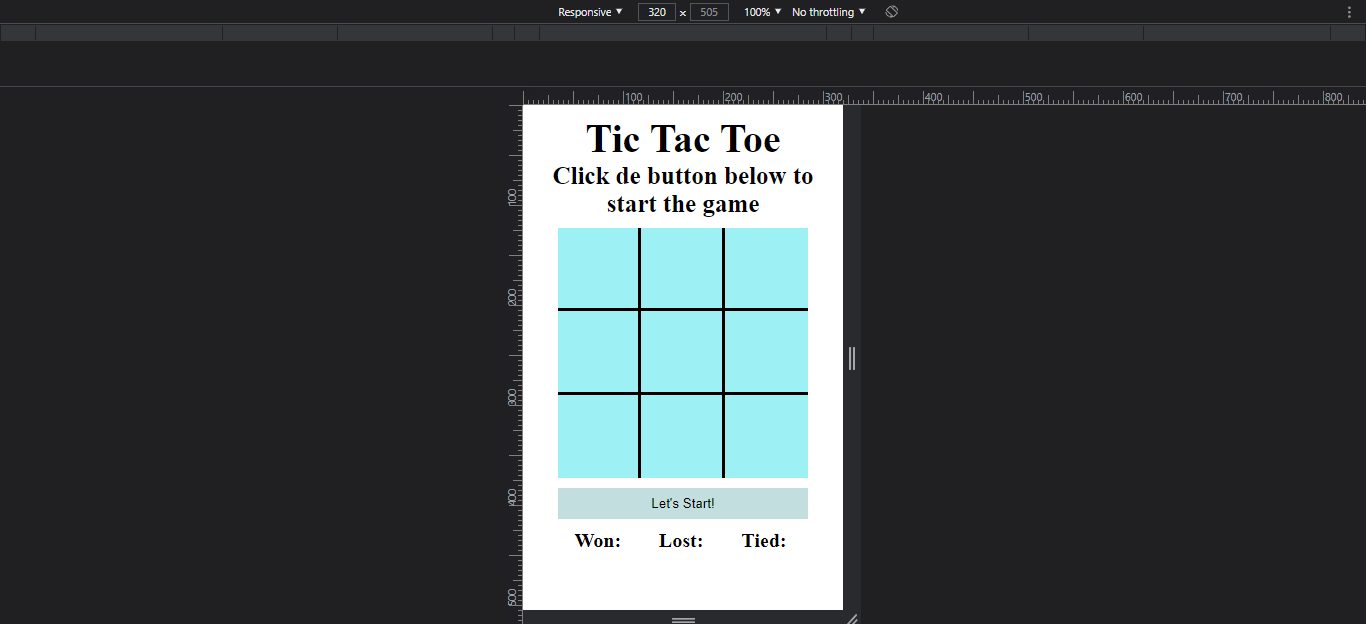 Responsive ▼ 320 x 505 100% ▼ No throttling ▼
100 200 300 400 500 600 700 800
100
200
300
400
500
Tic Tac Toe
Click de button below to
start the game
Let's Start!
Won: Lost: Tied: